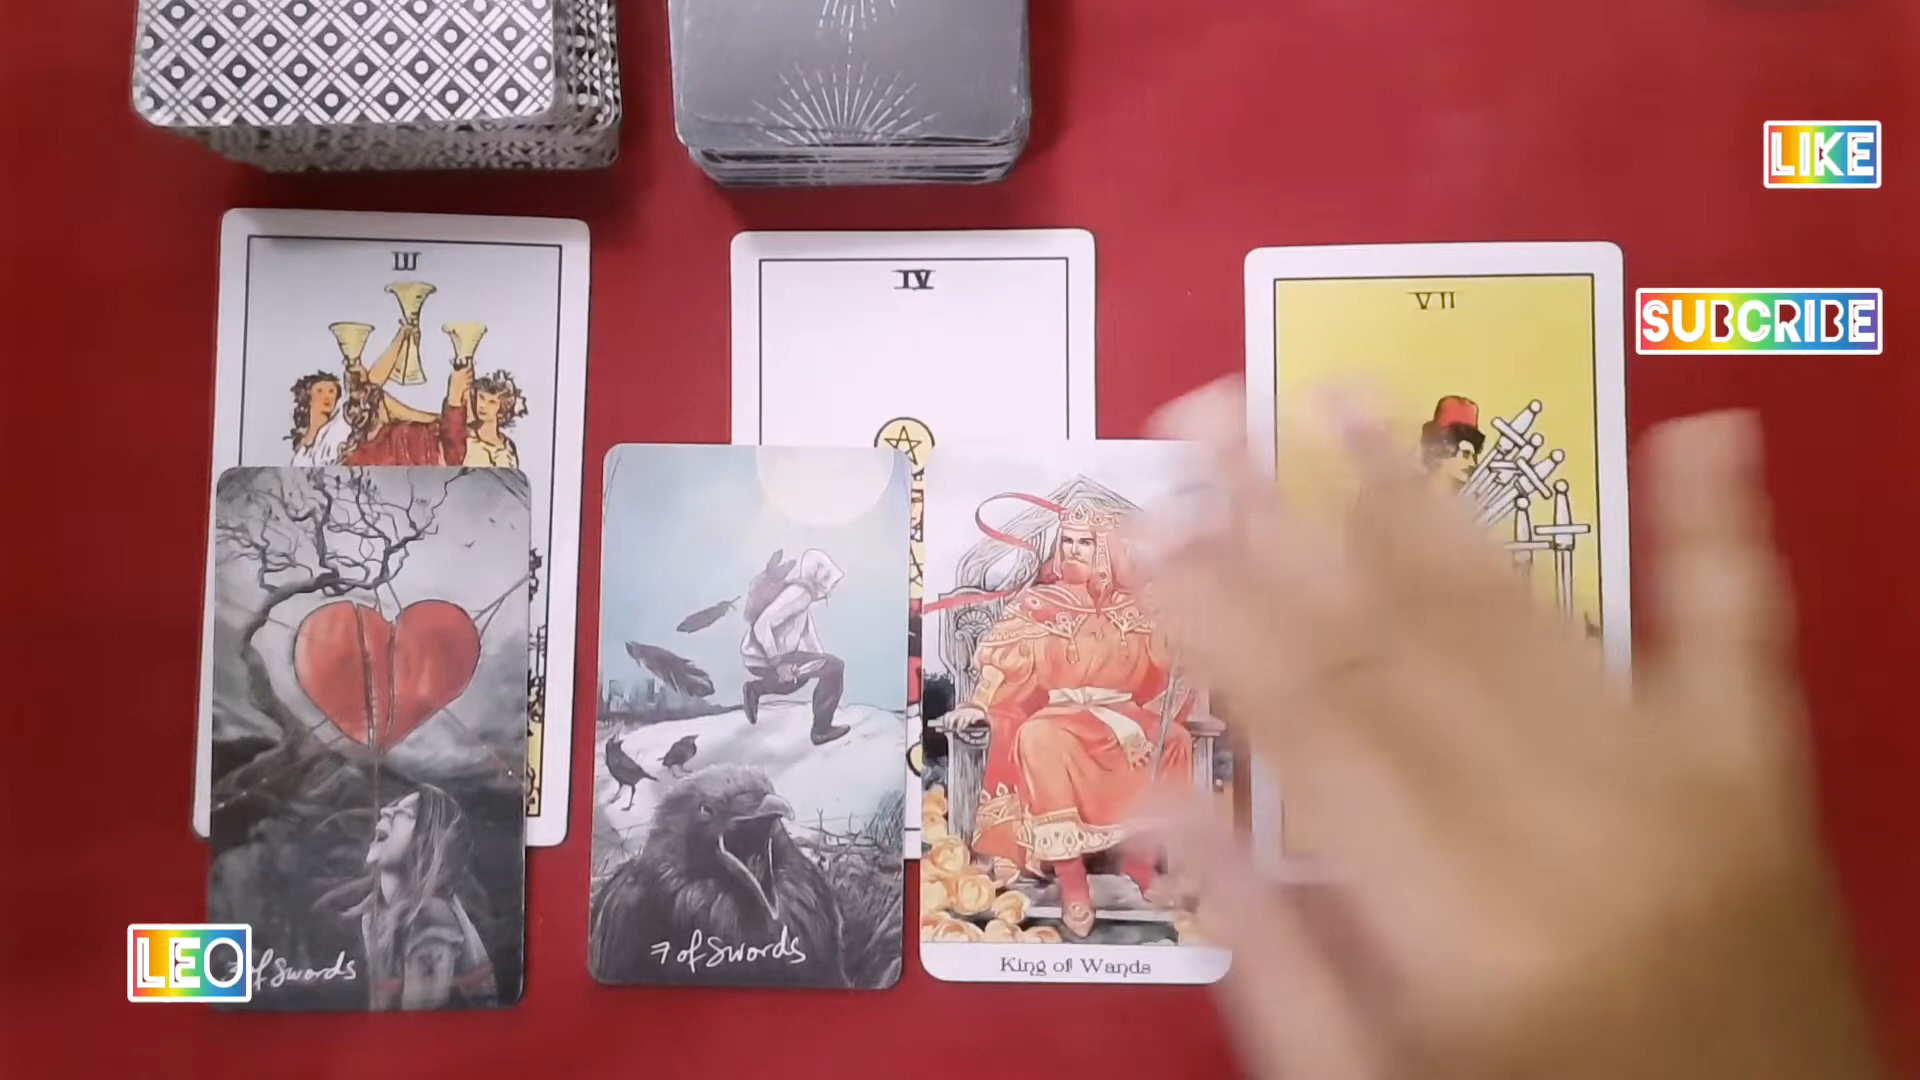 LIKE
III
IV
VII
SUBCRIBE
7 of Swords
King of Wands
LEO
of Swords